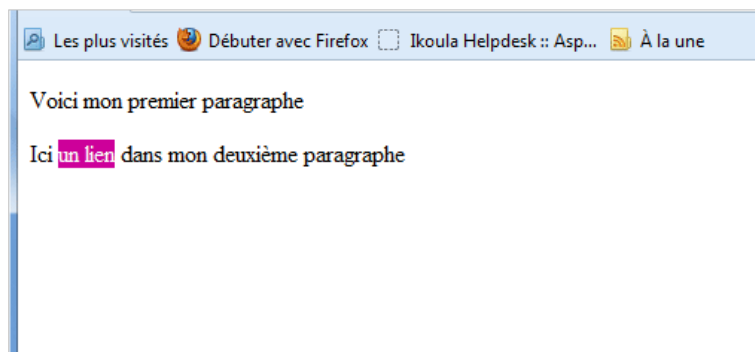 Les plus visités Débuter avec Firefox Ikoula Helpdesk :: Asp... À la une
Voici mon premier paragraphe
Ici un lien dans mon deuxième paragraphe